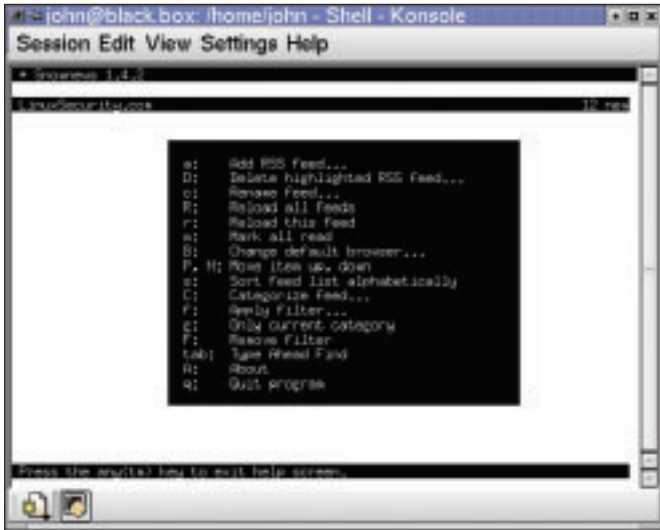 john@black.box: /home/john - Shell - Konsole
Session Edit View Settings Help
* Snownews 1.4.2
LinuxSecurity.com 12 new
a: Add RSS feed...
D: Delete highlighted RSS feed...
c: Rename feed...
R: Reload all feeds
r: Reload this feed
m: Mark all read
B: Change default browser...
P, N: Move item up, down
s: Sort feed list alphabetically
C: Categorize feed...
f: Apply filter...
g: Only current category
F: Remove filter
tab: Type Ahead Find
A: About
q: Quit program
Press the any(tm) key to exit help screen.